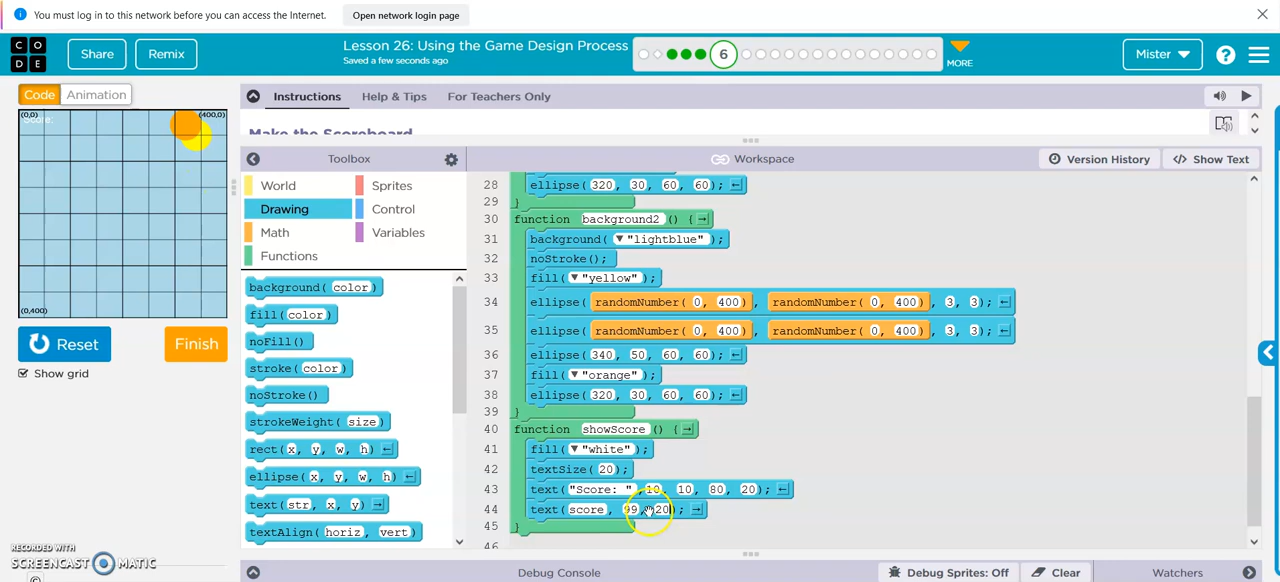 You must log in to this network before you can access the Internet. Open network login page
C O
D E
Share Remix
Lesson 26: Using the Game Design Process
Saved a few seconds ago
6
MORE
Mister
Code Animation
Instructions Help & Tips For Teachers Only
(0,0) (400,0)
Score:
Make the Scoreboard
Toolbox Workspace Version History </> Show Text
World Sprites
Drawing Control
Math Variables
Functions
(0,400)
Reset Finish
Show grid
background( color)
fill( color)
noFill()
stroke( color)
noStroke()
strokeWeight( size)
rect( x, y, w, h)
ellipse( x, y, w, h)
text( str, x, y)
textAlign( horiz, vert)
28 ellipse( 320, 30, 60, 60);
29 }
30 function background2 () {
31 background( "lightblue" );
32 noStroke();
33 fill( "yellow" );
34 ellipse( randomNumber( 0, 400) , randomNumber( 0, 400) , 3, 3);
35 ellipse( randomNumber( 0, 400) , randomNumber( 0, 400) , 3, 3);
36 ellipse( 340, 50, 60, 60);
37 fill( "orange" );
38 ellipse( 320, 30, 60, 60);
39 }
40 function showScore () {
41 fill( "white" );
42 textSize( 20);
43 text( "Score: " , 10, 10, 80, 20);
44 text( score, 99, 20);
45 }
46
RECORDED WITH
SCREENCAST MATIC
Debug Console Debug Sprites: Off Clear Watchers